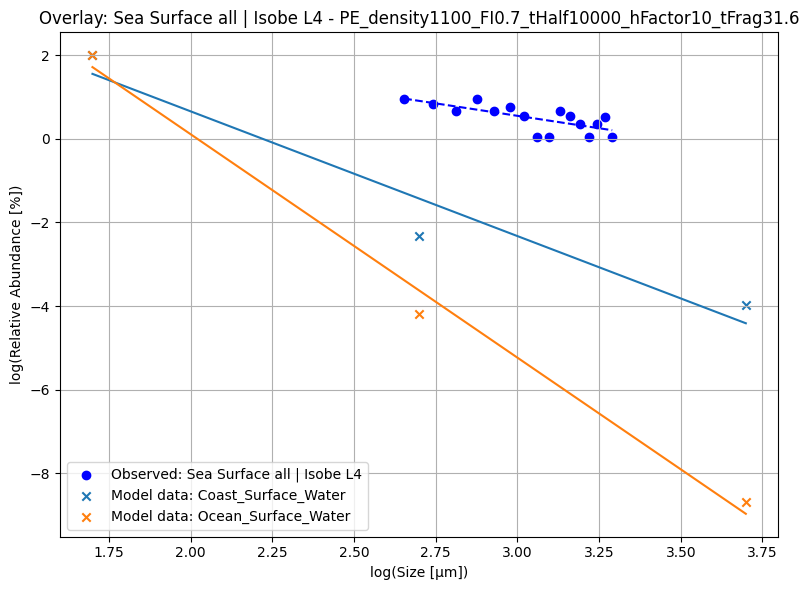 Overlay: Sea Surface all | Isobe L4 - PE_density1100_FI0.7_tHalf10000_hFactor10_tFrag31.6
log(Relative Abundance [%])
2
0
−2
−4
−6
−8
Observed: Sea Surface all | Isobe L4
Model data: Coast_Surface_Water
Model data: Ocean_Surface_Water
1.75 2.00 2.25 2.50 2.75 3.00 3.25 3.50 3.75
log(Size [µm])